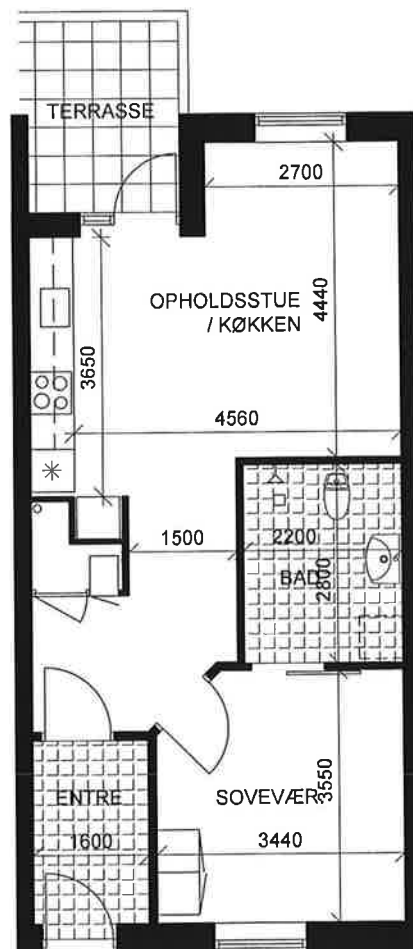 TERRASSE
2700
OPHOLDSSTUE
/ KØKKEN
4440
3650
4560
1500
2200
BAD
2800
ENTRE
1600
SOVEVÆR.
3550
3440